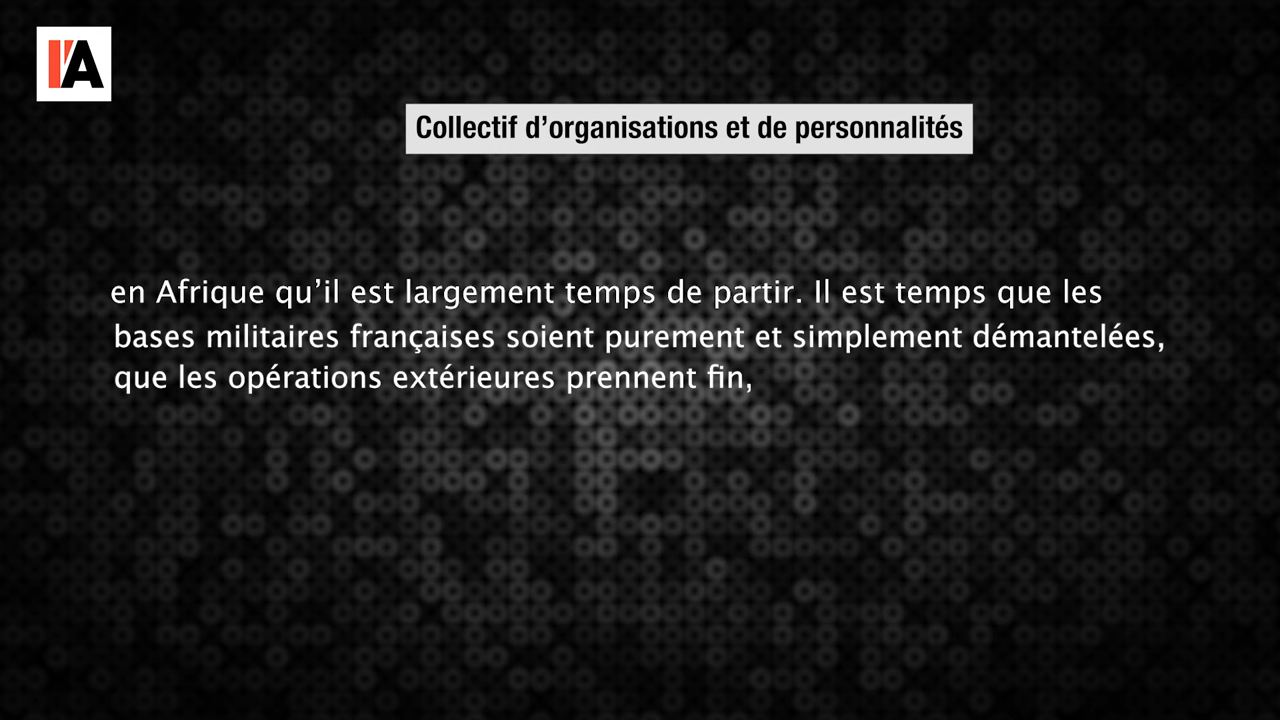 l'A
Collectif d’organisations et de personnalités
en Afrique qu’il est largement temps de partir. Il est temps que les
bases militaires françaises soient purement et simplement démantelées,
que les opérations extérieures prennent fin,